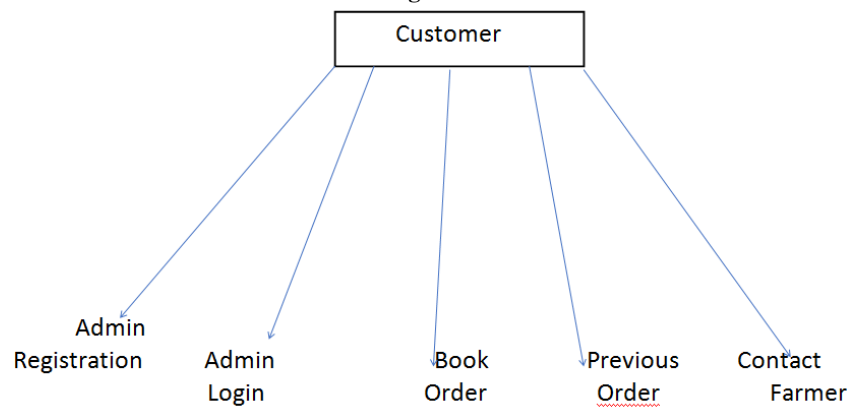 Customer
Admin
Registration
Admin
Login
Book
Order
Previous
Order
Contact
Farmer